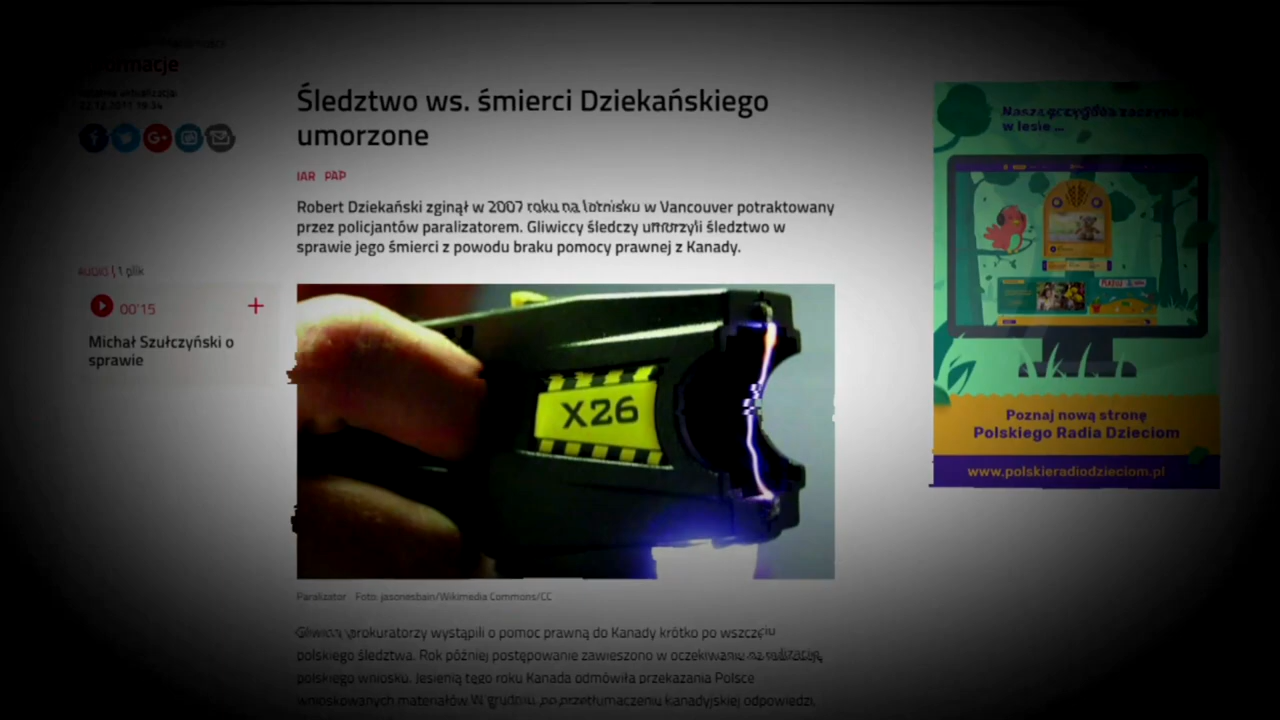 Śledztwo ws. śmierci Dziekańskiego
umorzone
IAR PAP
Robert Dziekański zginął w 2007 roku na lotnisku w Vancouver potraktowany
przez policjantów paralizatorem. Gliwiccy śledczy umorzyli śledztwo w
sprawie jego śmierci z powodu braku pomocy prawnej z Kanady.
AUDIO 1 plik
00'15
Michał Szułczyński o
sprawie
X26
Paralizator Foto: jasonesbain/Wikimedia Commons/CC
Gliwiccy prokuratorzy wystąpili o pomoc prawną do Kanady krótko po wszczęciu
polskiego śledztwa. Rok później postępowanie zawieszono w oczekiwaniu na realizację
polskiego wniosku. Jesienią tego roku Kanada odmówiła przekazania Polsce
wnioskowanych materiałów W grudniu, po przetłumaczeniu kanadyjskiej odpowiedzi,
w lesie ...
Poznaj nową stronę
Polskiego Radia Dzieciom
www.polskieradiodzieciom.pl